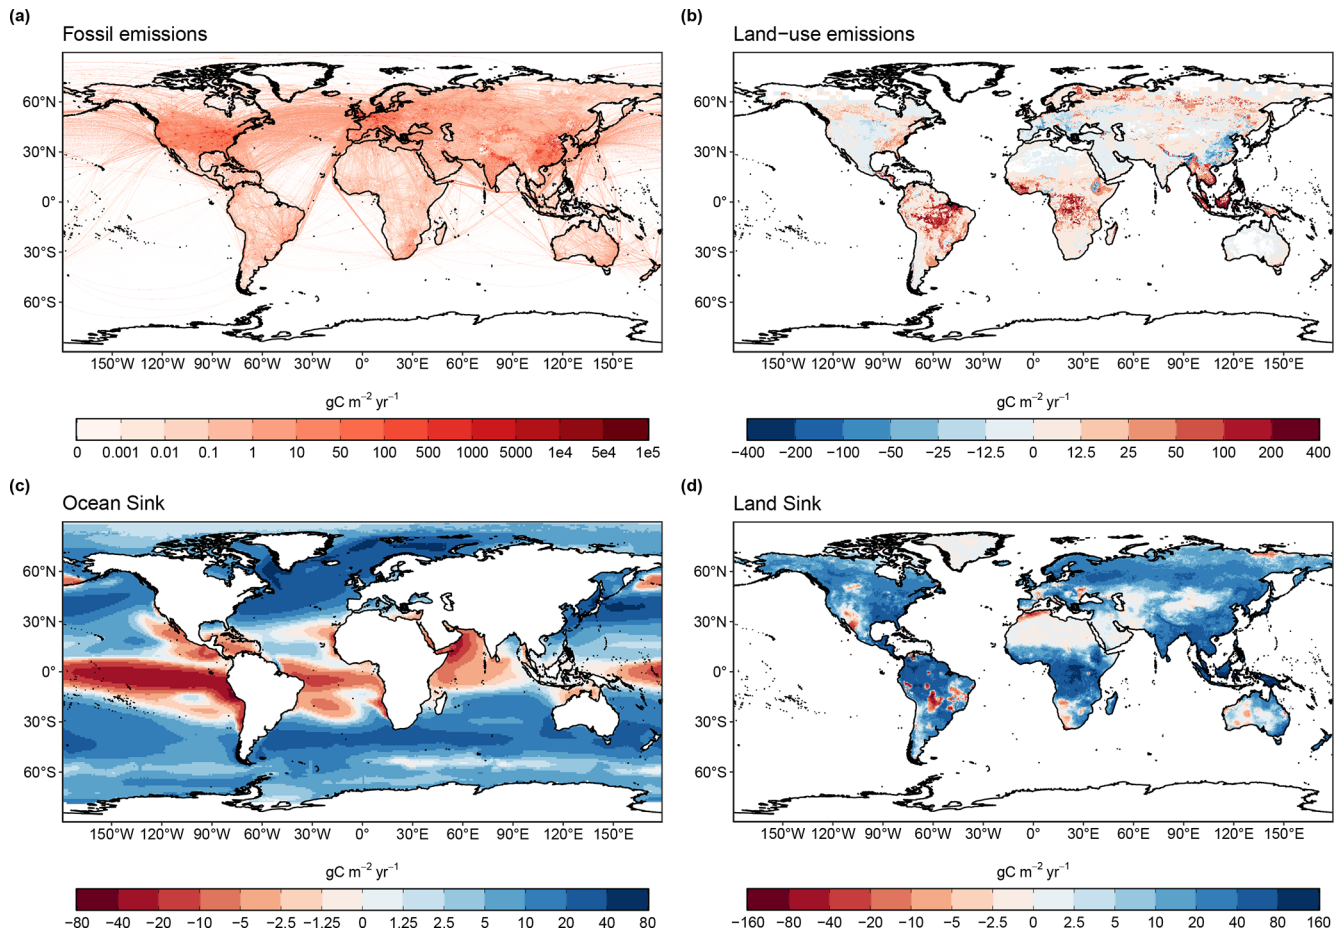 (a)
Fossil emissions
60°N
30°N
0°
30°S
60°S
150°W 120°W 90°W 60°W 30°W 0° 30°E 60°E 90°E 120°E 150°E
gC m−2 yr−1
0 0.001 0.01 0.1 1 10 50 100 500 1000 5000 1e4 5e4 1e5
(b)
Land−use emissions
60°N
30°N
0°
30°S
60°S
150°W 120°W 90°W 60°W 30°W 0° 30°E 60°E 90°E 120°E 150°E
gC m−2 yr−1
−400 −200 −100 −50 −25 −12.5 0 12.5 25 50 100 200 400
(c)
Ocean Sink
60°N
30°N
0°
30°S
60°S
150°W 120°W 90°W 60°W 30°W 0° 30°E 60°E 90°E 120°E 150°E
gC m−2 yr−1
−80 −40 −20 −10 −5 −2.5 −1.25 0 1.25 2.5 5 10 20 40 80
(d)
Land Sink
60°N
30°N
0°
30°S
60°S
150°W 120°W 90°W 60°W 30°W 0° 30°E 60°E 90°E 120°E 150°E
gC m−2 yr−1
−160 −80 −40 −20 −10 −5 −2.5 0 2.5 5 10 20 40 80 160